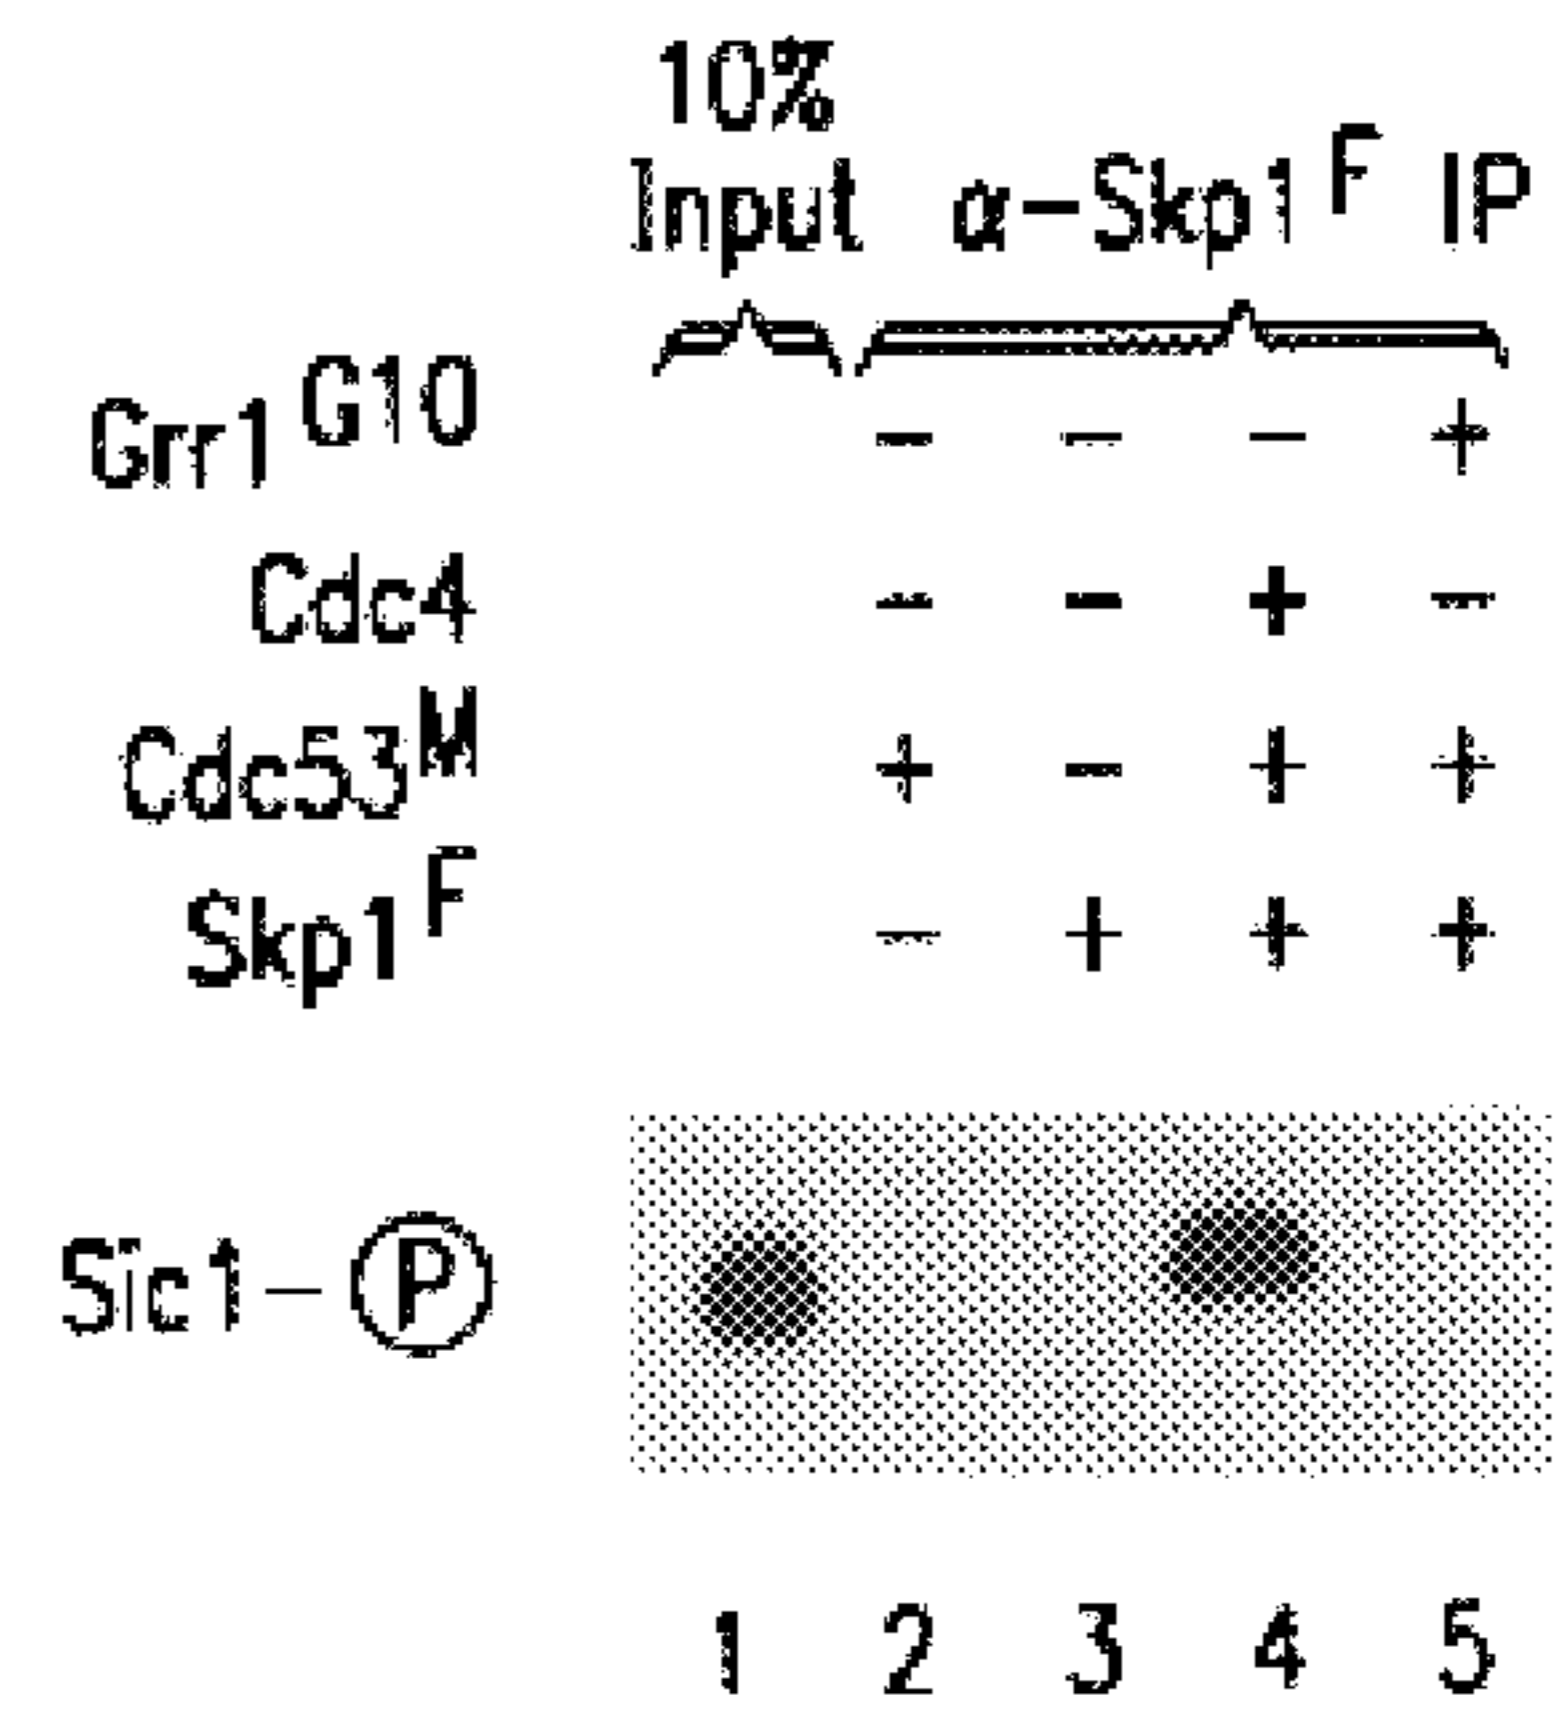 10%
Input α-Skp1F IP
Grr1G10 - - - +
Cdc4 - - + -
Cdc53M + - + +
Skp1F - + + +
Sic1-P
1 2 3 4 5